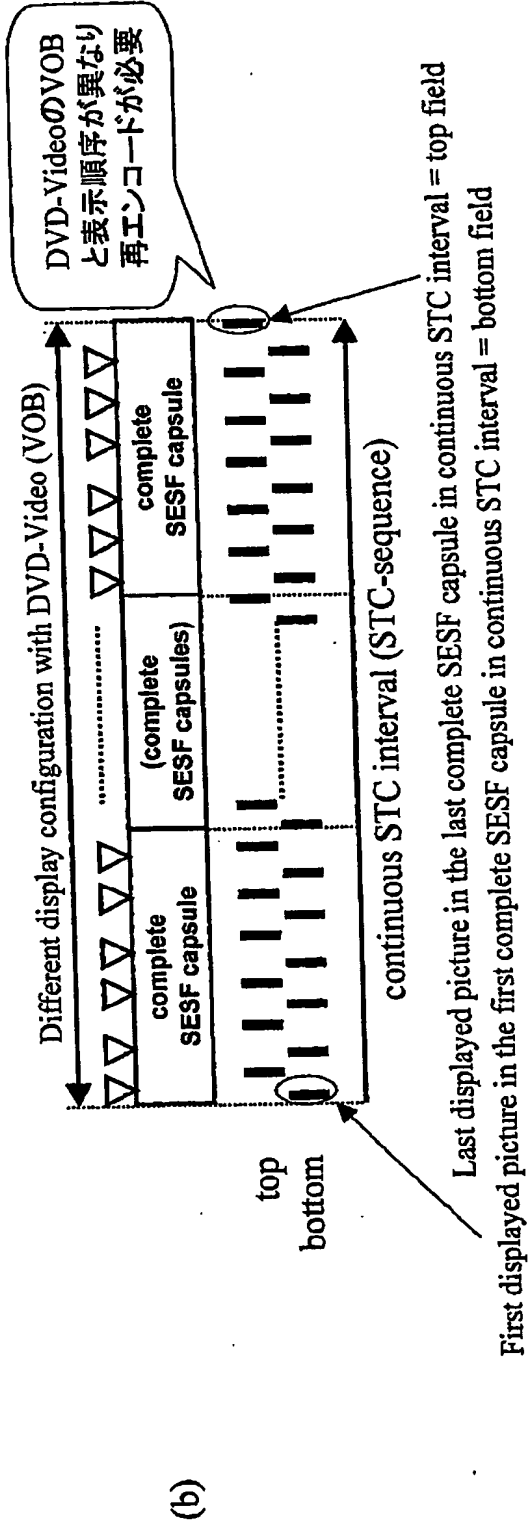 (b)
DVD-VideoのVOB
と表示順序が異なり
再エンコードが必要
Different display configuration with DVD-Video (VOB)
complete
SESF capsule
(complete
SESF capsules)
complete
SESF capsule
top
bottom
continuous STC interval (STC-sequence)
Last displayed picture in the last complete SESF capsule in continuous STC interval = top field
First displayed picture in the first complete SESF capsule in continuous STC interval = bottom field